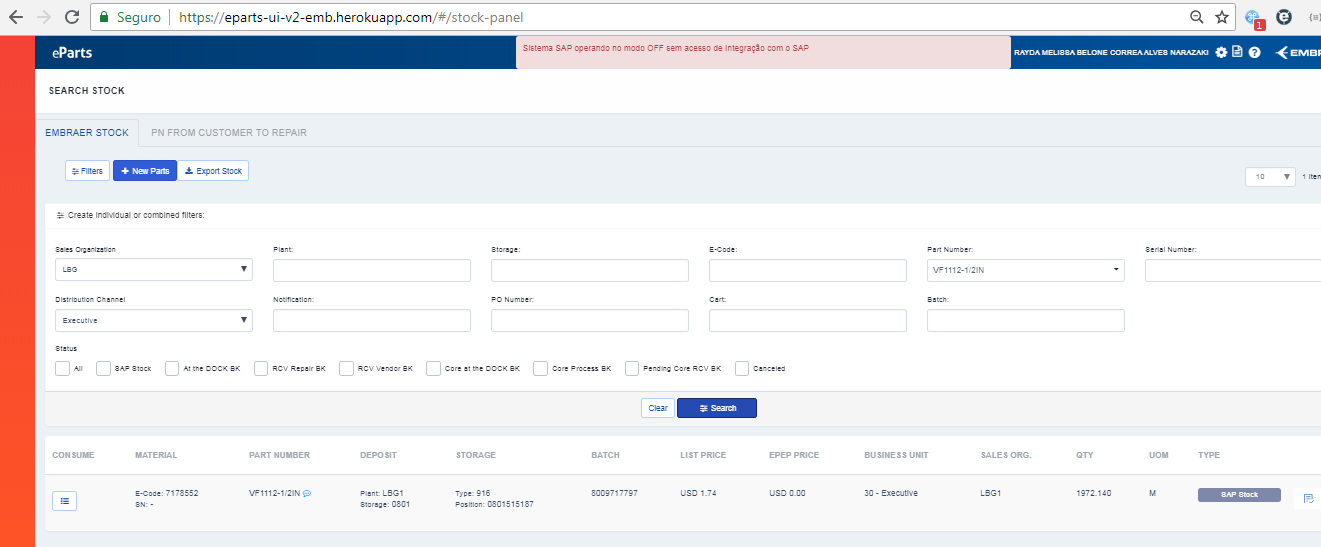 Seguro | https://eparts-ui-v2-emb.herokuapp.com/#/stock-panel
1
eParts
Sistema SAP operando no modo OFF sem acesso de integração com o SAP
RAYDA MELISSA BELONE CORREA ALVES NARAZAKI
SEARCH STOCK
EMBRAER STOCK PN FROM CUSTOMER TO REPAIR
Filters + New Parts Export Stock
10
Create individual or combined filters:
Sales Organization Plant: Storage: E-Code: Part Number: Serial Number:
LBG VF1112-1/2IN
Distribution Channel Notification: PO Number: Cart: Batch:
Executive
Status
All SAP Stock At the DOCK BK RCV Repair BK RCV Vendor BK Core at the DOCK BK Core Process BK Pending Core RCV BK Canceled
Clear Search
CONSUME MATERIAL PART NUMBER DEPOSIT STORAGE BATCH LIST PRICE EPEP PRICE BUSINESS UNIT SALES ORG. QTY UOM TYPE
E-Code: 7178552 VF1112-1/2IN Plant: LBG1 Type: 916 8009717797 USD 1.74 USD 0.00 30 - Executive LBG1 1972.140 M SAP Stock
SN: - Storage: 0801 Position: 0801515187